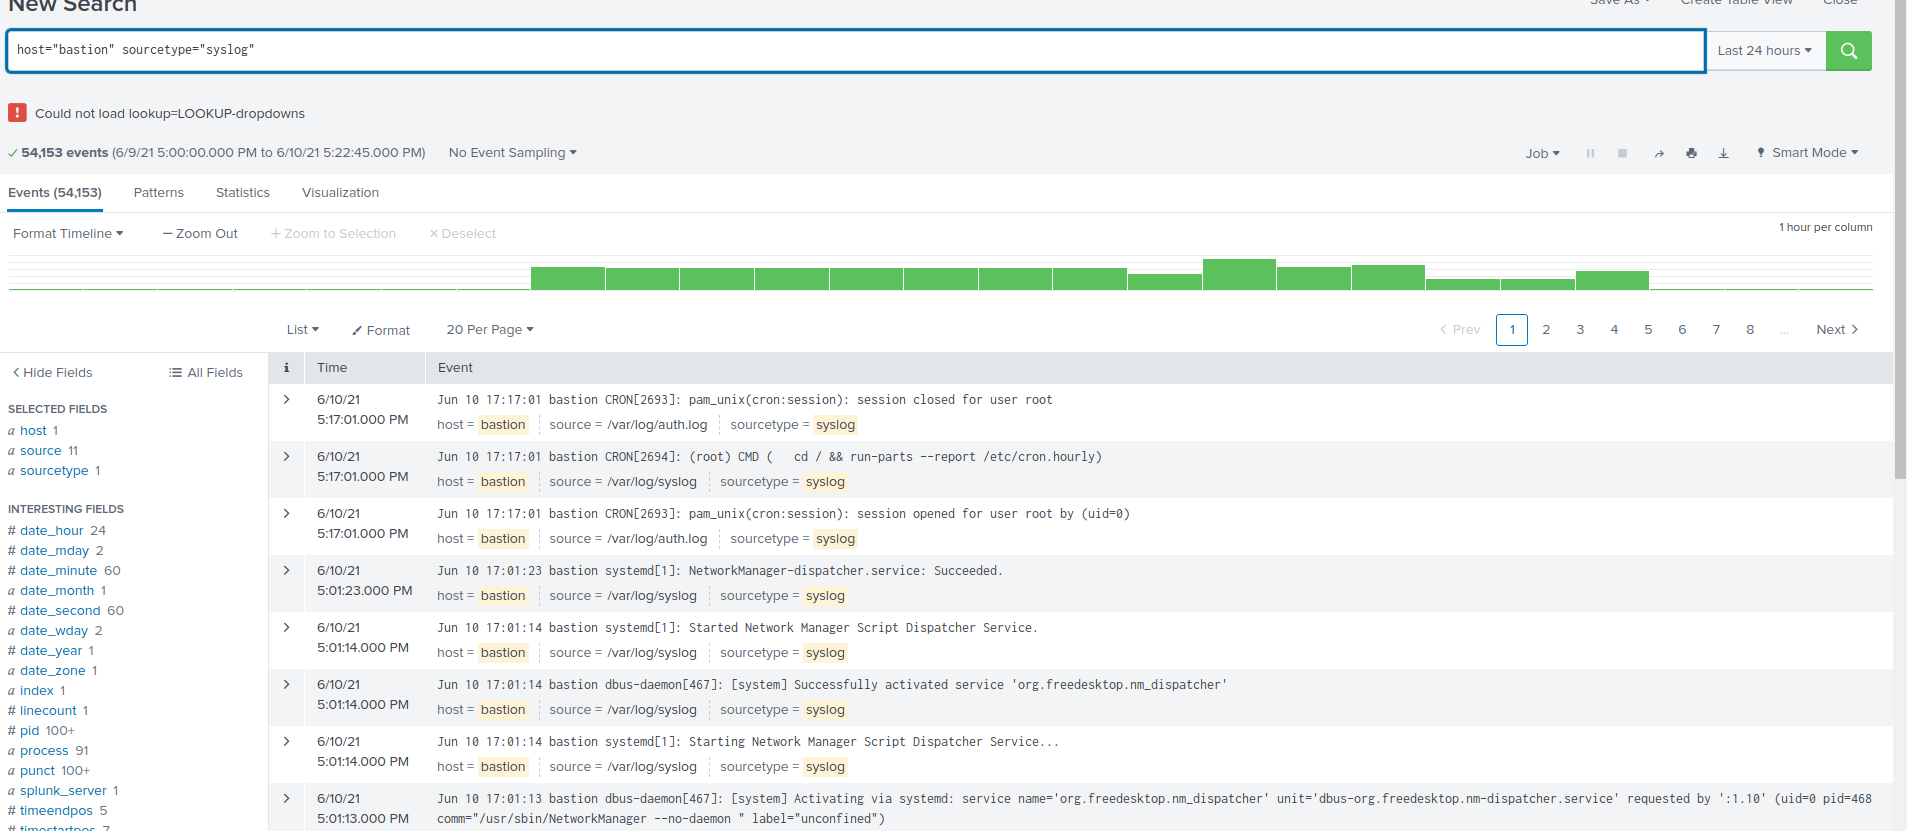 New Search
Save As
Create Table View
Close
host="bastion" sourcetype="syslog"
Last 24 hours
Could not load lookup=LOOKUP-dropdowns
54,153 events (6/9/21 5:00:00.000 PM to 6/10/21 5:22:45.000 PM)
No Event Sampling
Job
Smart Mode
Events (54,153)
Patterns
Statistics
Visualization
Format Timeline
— Zoom Out
+ Zoom to Selection
× Deselect
1 hour per column
List
Format
20 Per Page
< Prev
1 2 3 4 5 6 7 8 ...
Next >
< Hide Fields
All Fields
SELECTED FIELDS
a host 1
a source 11
a sourcetype 1
INTERESTING FIELDS
# date_hour 24
# date_mday 2
# date_minute 60
a date_month 1
# date_second 60
a date_wday 2
# date_year 1
a date_zone 1
a index 1
# linecount 1
# pid 100+
a process 91
a punct 100+
a splunk_server 1
# timeendpos 5
# timestartpos 7
i
Time
Event
6/10/21
5:17:01.000 PM
Jun 10 17:17:01 bastion CRON[2693]: pam_unix(cron:session): session closed for user root
host = bastion source = /var/log/auth.log sourcetype = syslog
6/10/21
5:17:01.000 PM
Jun 10 17:17:01 bastion CRON[2694]: (root) CMD (   cd / && run-parts --report /etc/cron.hourly)
host = bastion source = /var/log/syslog sourcetype = syslog
6/10/21
5:17:01.000 PM
Jun 10 17:17:01 bastion CRON[2693]: pam_unix(cron:session): session opened for user root by (uid=0)
host = bastion source = /var/log/auth.log sourcetype = syslog
6/10/21
5:01:23.000 PM
Jun 10 17:01:23 bastion systemd[1]: NetworkManager-dispatcher.service: Succeeded.
host = bastion source = /var/log/syslog sourcetype = syslog
6/10/21
5:01:14.000 PM
Jun 10 17:01:14 bastion systemd[1]: Started Network Manager Script Dispatcher Service.
host = bastion source = /var/log/syslog sourcetype = syslog
6/10/21
5:01:14.000 PM
Jun 10 17:01:14 bastion dbus-daemon[467]: [system] Successfully activated service 'org.freedesktop.nm_dispatcher'
host = bastion source = /var/log/syslog sourcetype = syslog
6/10/21
5:01:14.000 PM
Jun 10 17:01:14 bastion systemd[1]: Starting Network Manager Script Dispatcher Service...
host = bastion source = /var/log/syslog sourcetype = syslog
6/10/21
5:01:13.000 PM
Jun 10 17:01:13 bastion dbus-daemon[467]: [system] Activating via systemd: service name='org.freedesktop.nm_dispatcher' unit='dbus-org.freedesktop.nm-dispatcher.service' requested by ':1.10' (uid=0 pid=468
comm="/usr/sbin/NetworkManager --no-daemon " label="unconfined")